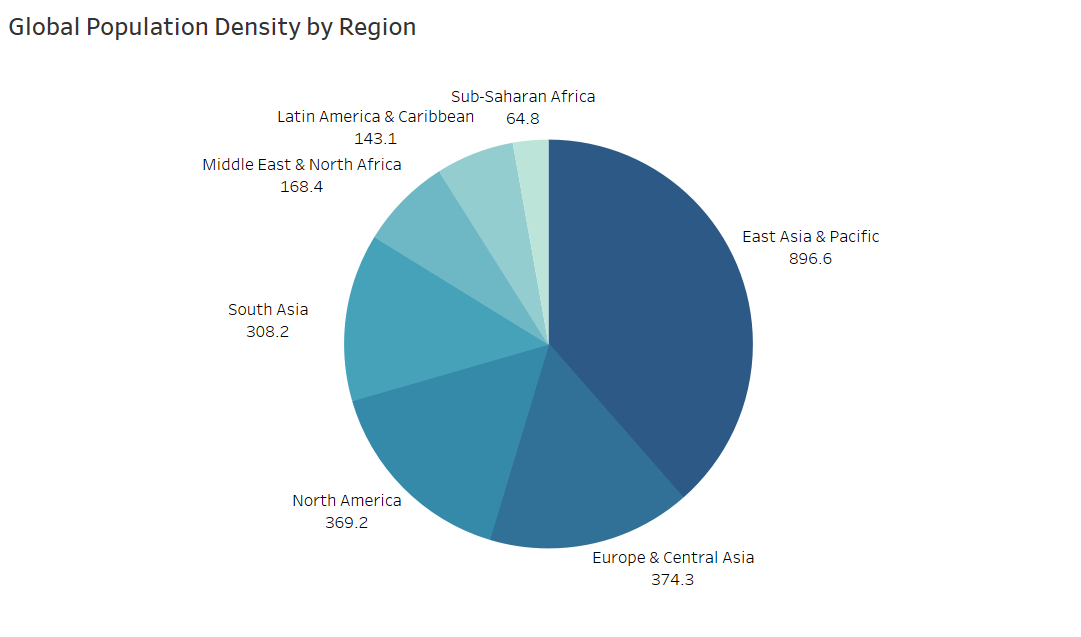 Global Population Density by Region
Sub-Saharan Africa
64.8
Latin America & Caribbean
143.1
Middle East & North Africa
168.4
East Asia & Pacific
896.6
South Asia
308.2
North America
369.2
Europe & Central Asia
374.3